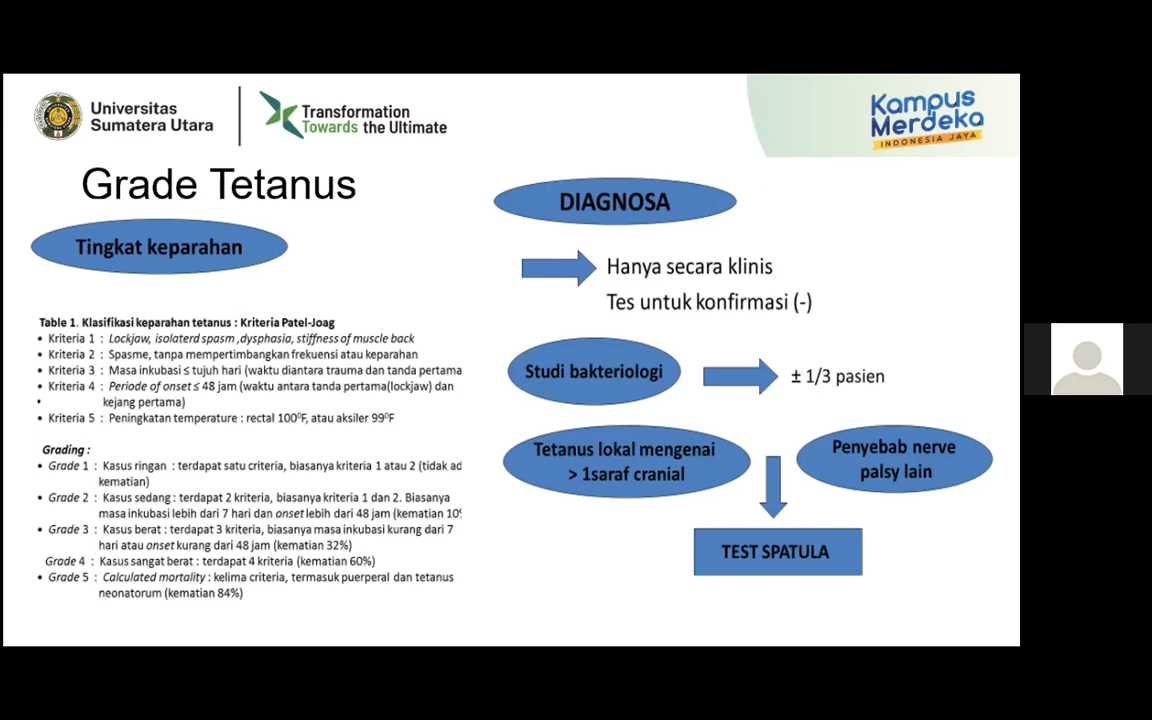 Universitas
Sumatera Utara
Transformation
Towards the Ultimate
Kampus
Merdeka
INDONESIA JAYA
Grade Tetanus
Tingkat keparahan
Table 1. Klasifikasi keparahan tetanus : Kriteria Patel-Joag
• Kriteria 1 : Lockjaw, isolaterd spasm ,dysphasia, stiffness of muscle back
• Kriteria 2 : Spasme, tanpa mempertimbangkan frekuensi atau keparahan
• Kriteria 3 : Masa inkubasi ≤ tujuh hari (waktu diantara trauma dan tanda pertama
• Kriteria 4 : Periode of onset ≤ 48 jam (waktu antara tanda pertama(lockjaw) dan
• kejang pertama)
• Kriteria 5 : Peningkatan temperature : rectal 100⁰F, atau aksiler 99⁰F
Grading :
• Grade 1 : Kasus ringan : terdapat satu criteria, biasanya kriteria 1 atau 2 (tidak ad
kematian)
• Grade 2 : Kasus sedang : terdapat 2 kriteria, biasanya kriteria 1 dan 2. Biasanya
masa inkubasi lebih dari 7 hari dan onset lebih dari 48 jam (kematian 10%
• Grade 3 : Kasus berat : terdapat 3 kriteria, biasanya masa inkubasi kurang dari 7
hari atau onset kurang dari 48 jam (kematian 32%)
Grade 4 : Kasus sangat berat : terdapat 4 kriteria (kematian 60%)
• Grade 5 : Calculated mortality : kelima criteria, termasuk puerperal dan tetanus
neonatorum (kematian 84%)
DIAGNOSA
Hanya secara klinis
Tes untuk konfirmasi (-)
Studi bakteriologi
± 1/3 pasien
Tetanus lokal mengenai
> 1saraf cranial
Penyebab nerve
palsy lain
TEST SPATULA